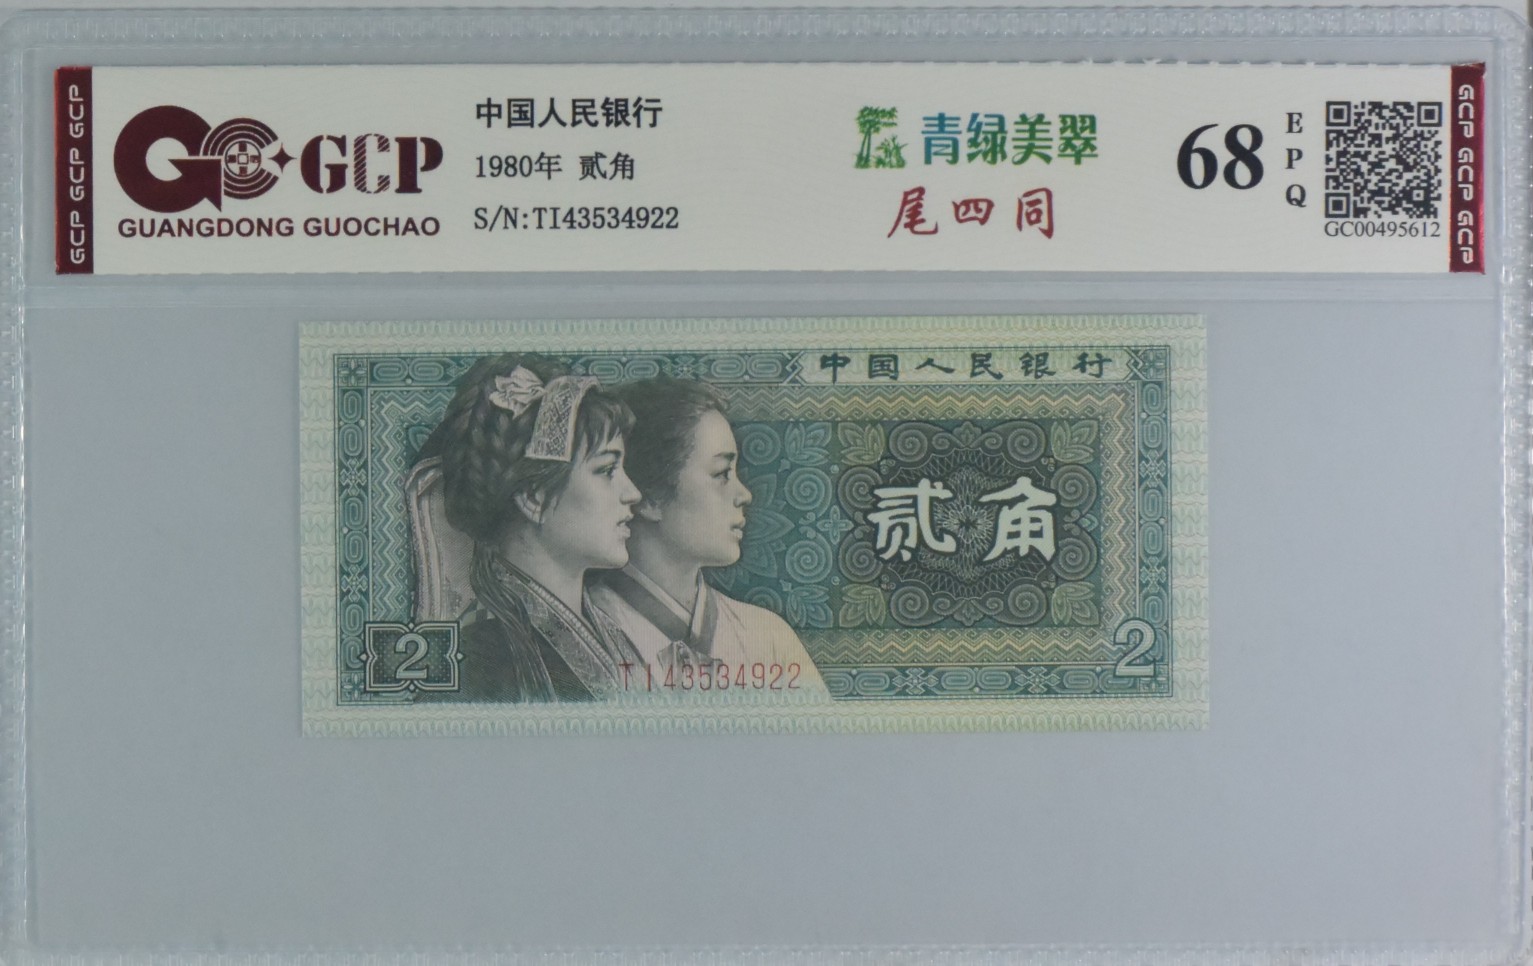 GCP GCP GCP
GCP
GUANGDONG GUOCHAO
中国人民银行
1980年 贰角
S/N:TI43534922
青绿美翠
尾四同
68
EPQ
GC00495612
GCP GCP GCP
中国人民银行
贰角
2
TI43534922
2